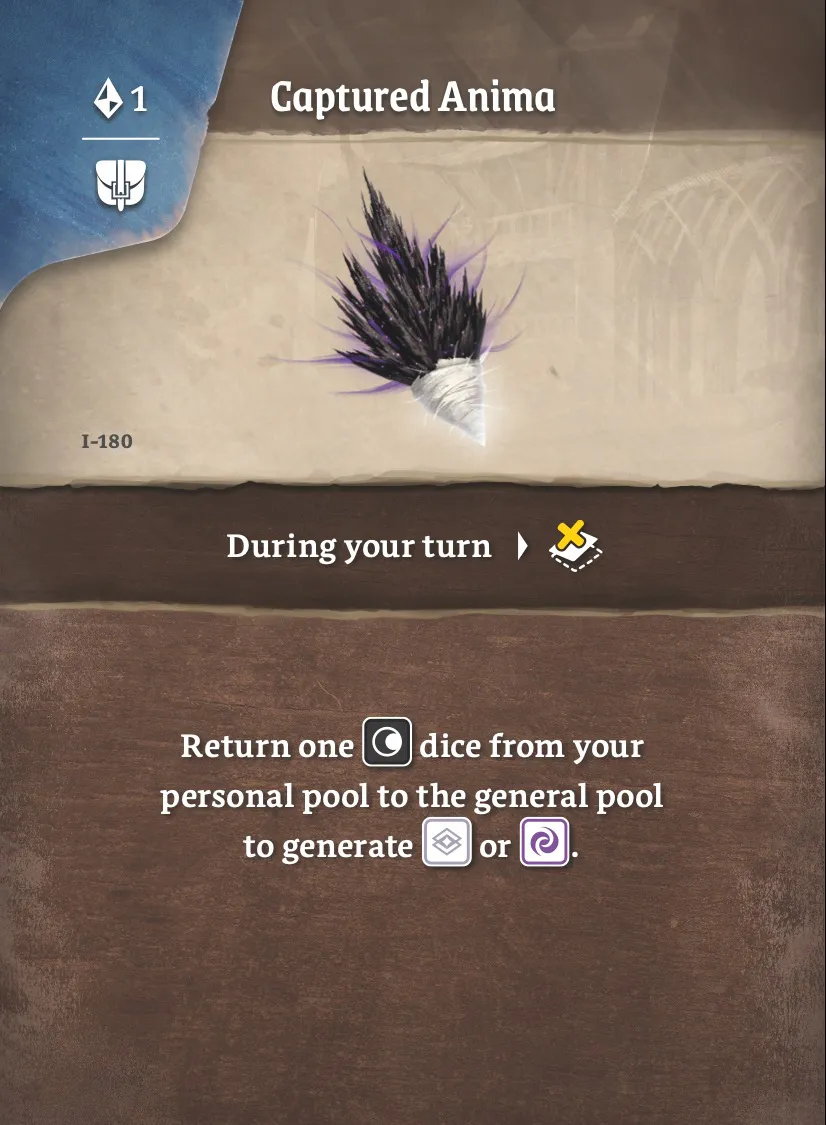 1
Captured Anima
I-180
During your turn
Return one dice from your
personal pool to the general pool
to generate or .